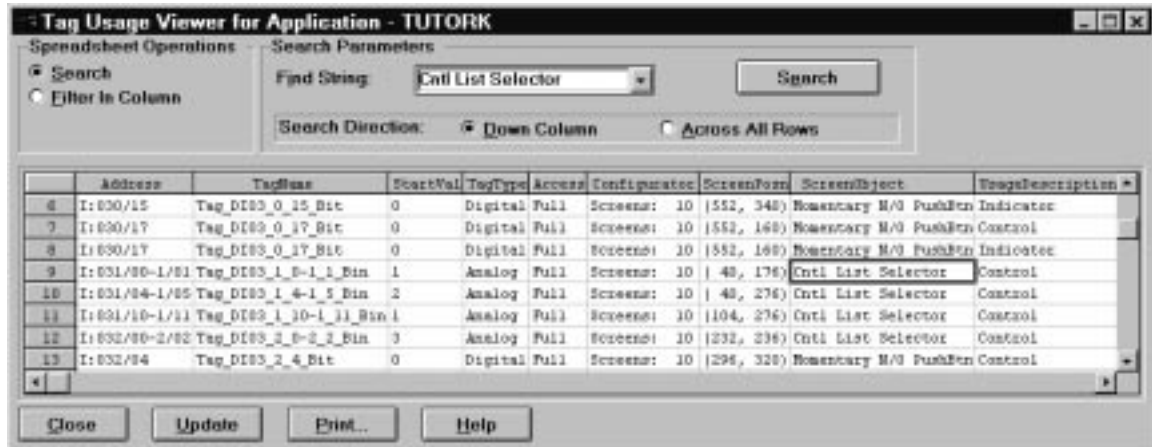 Tag Usage Viewer for Application - TUTORK
Spreadsheet Operations
Search Parameters
Search
Find String:
Cntl List Selector
Search
Filter In Column
Search Direction:
Down Column
Across All Rows
Address TagName StartVal TagType Access Configurator ScreenPosn ScreenObject UsageDescription
6 I:030/15 Tag_DI03_0_15_Bit 0 Digital Full Screens: 10 (552, 340) Momentary N/O PushBtn Indicator
7 I:030/17 Tag_DI03_0_17_Bit 0 Digital Full Screens: 10 (552, 160) Momentary N/O PushBtn Control
8 I:030/17 Tag_DI03_0_17_Bit 0 Digital Full Screens: 10 (552, 160) Momentary N/O PushBtn Indicator
9 I:031/00-1/01 Tag_DI03_1_0-1_1_Bin 1 Analog Full Screens: 10 ( 40, 176) Cntl List Selector Control
10 I:031/04-1/05 Tag_DI03_1_4-1_5_Bin 2 Analog Full Screens: 10 ( 40, 276) Cntl List Selector Control
11 I:031/10-1/11 Tag_DI03_1_10-1_11_Bin 1 Analog Full Screens: 10 (104, 276) Cntl List Selector Control
12 I:032/00-2/02 Tag_DI03_2_0-2_2_Bin 3 Analog Full Screens: 10 (232, 236) Cntl List Selector Control
13 I:032/04 Tag_DI03_2_4_Bit 0 Digital Full Screens: 10 (296, 320) Momentary N/O PushBtn Control
Close Update Print... Help